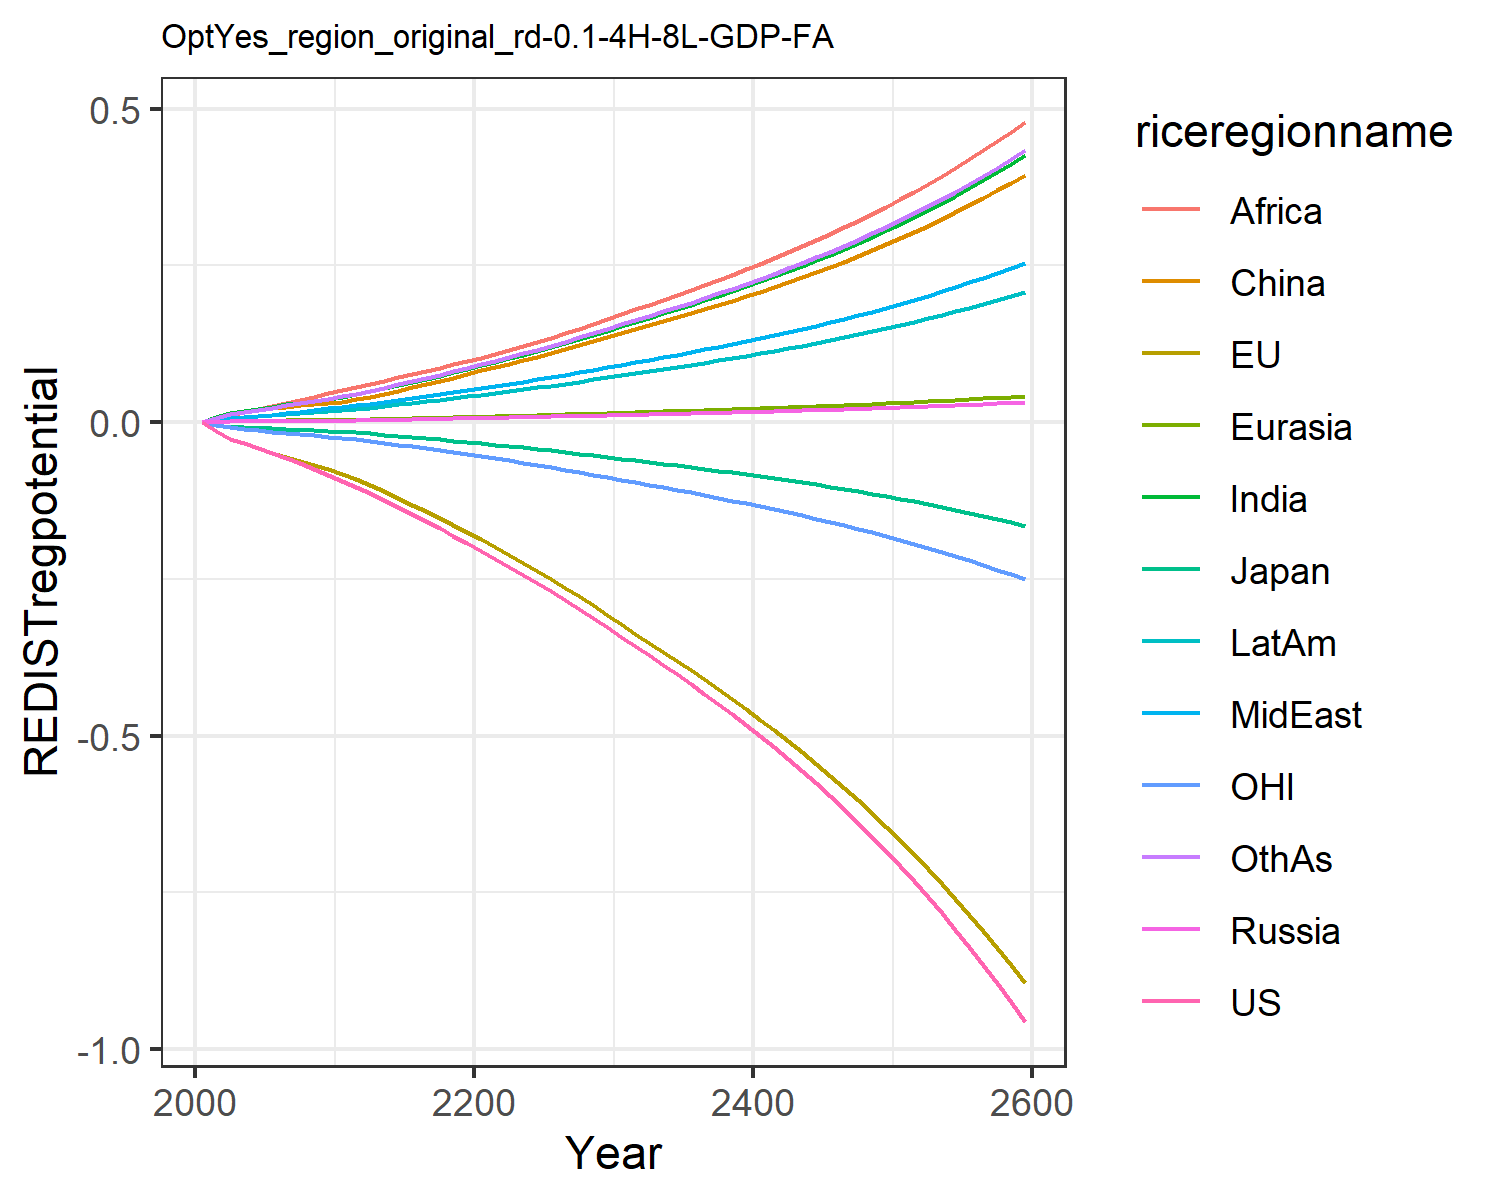 OptYes_region_original_rd-0.1-4H-8L-GDP-FA
0.5
0.0
-0.5
-1.0
REDISTregpotential
2000 2200 2400 2600
Year
riceregionname
Africa
China
EU
Eurasia
India
Japan
LatAm
MidEast
OHI
OthAs
Russia
US